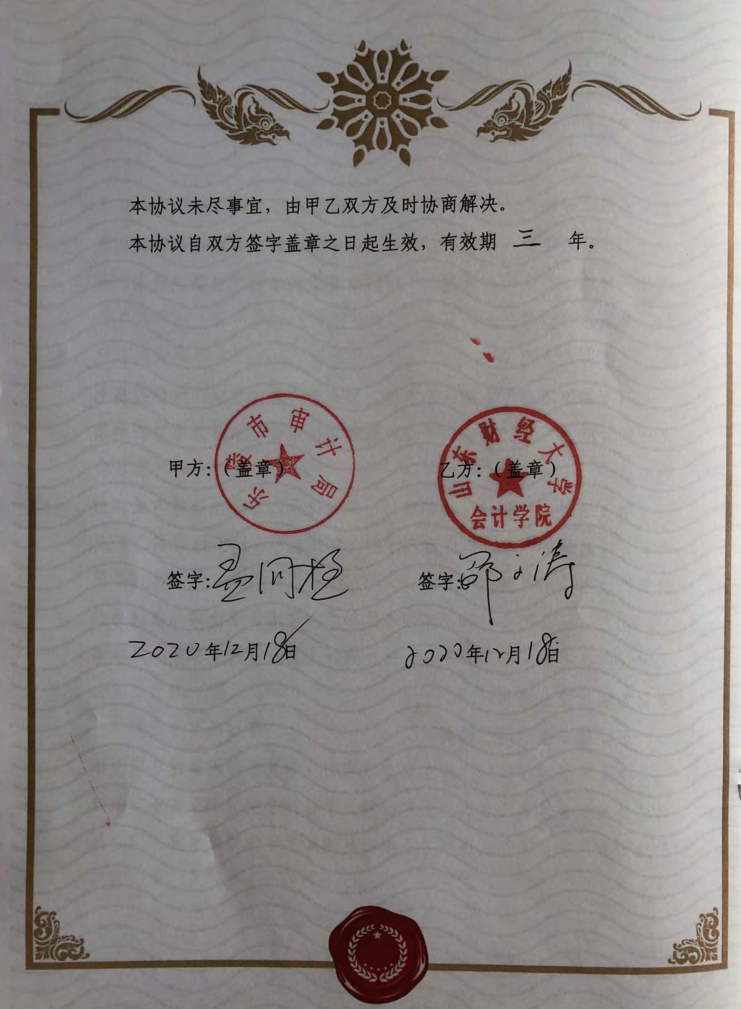 本协议未尽事宜，由甲乙双方及时协商解决。
本协议自双方签字盖章之日起生效，有效期 三 年。
乐陵市审计局
甲方：（盖章）
山东财经大学
乙方：（盖章）
会计学院
签字：
签字：
2020年12月18日
2020年12月18日